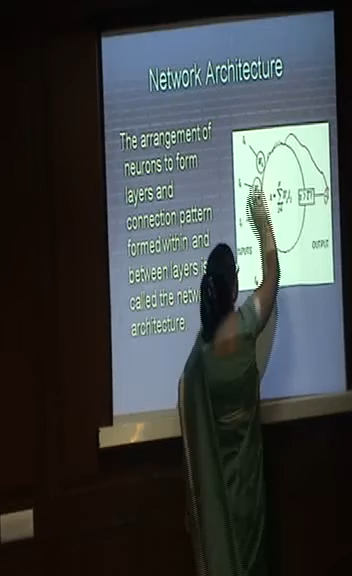 Network Architecture
The arrangement of
neurons to form
layers and
connection pattern
formed within and
between layers is
called the
architecture
OUTPUT